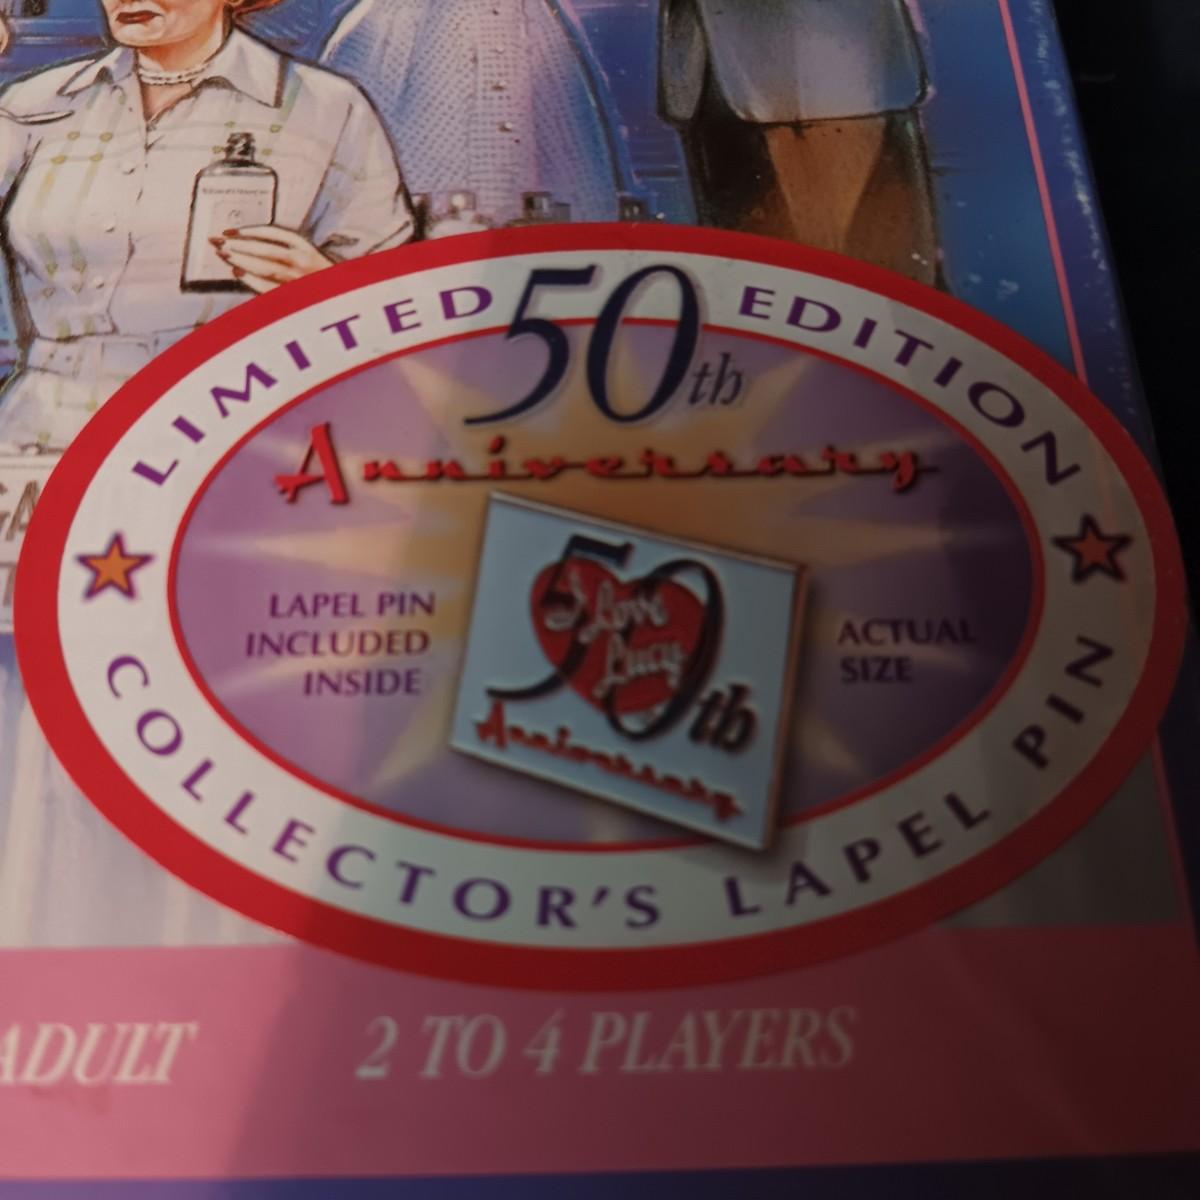 LIMITED EDITION
50th
Anniversary
LAPEL PIN
INCLUDED
INSIDE
I Love
Lucy
50th
Anniversary
ACTUAL
SIZE
COLLECTOR'S LAPEL PIN
ADULT
2 TO 4 PLAYERS